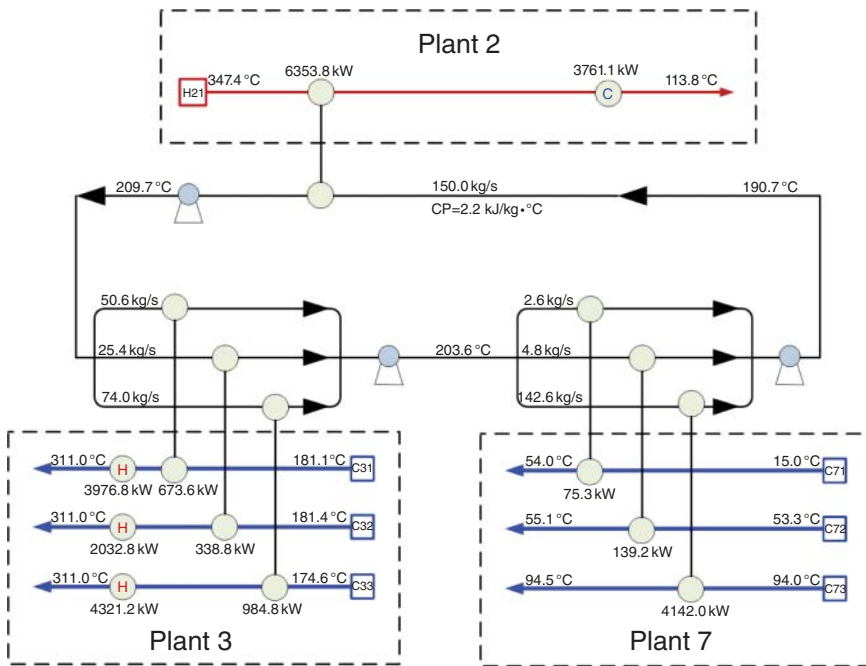 Plant 2
6353.8 kW
3761.1 kW
347.4 °C
113.8 °C
H21
C
209.7 °C
150.0 kg/s
190.7 °C
CP=2.2 kJ/kg•°C
50.6 kg/s
2.6 kg/s
25.4 kg/s
203.6 °C
4.8 kg/s
74.0 kg/s
142.6 kg/s
311.0 °C
H
181.1 °C
C31
3976.8 kW
673.6 kW
311.0 °C
H
181.4 °C
C32
2032.8 kW
338.8 kW
311.0 °C
H
174.6 °C
C33
4321.2 kW
984.8 kW
Plant 3
54.0 °C
15.0 °C
C71
75.3 kW
55.1 °C
53.3 °C
C72
139.2 kW
94.5 °C
94.0 °C
C73
4142.0 kW
Plant 7